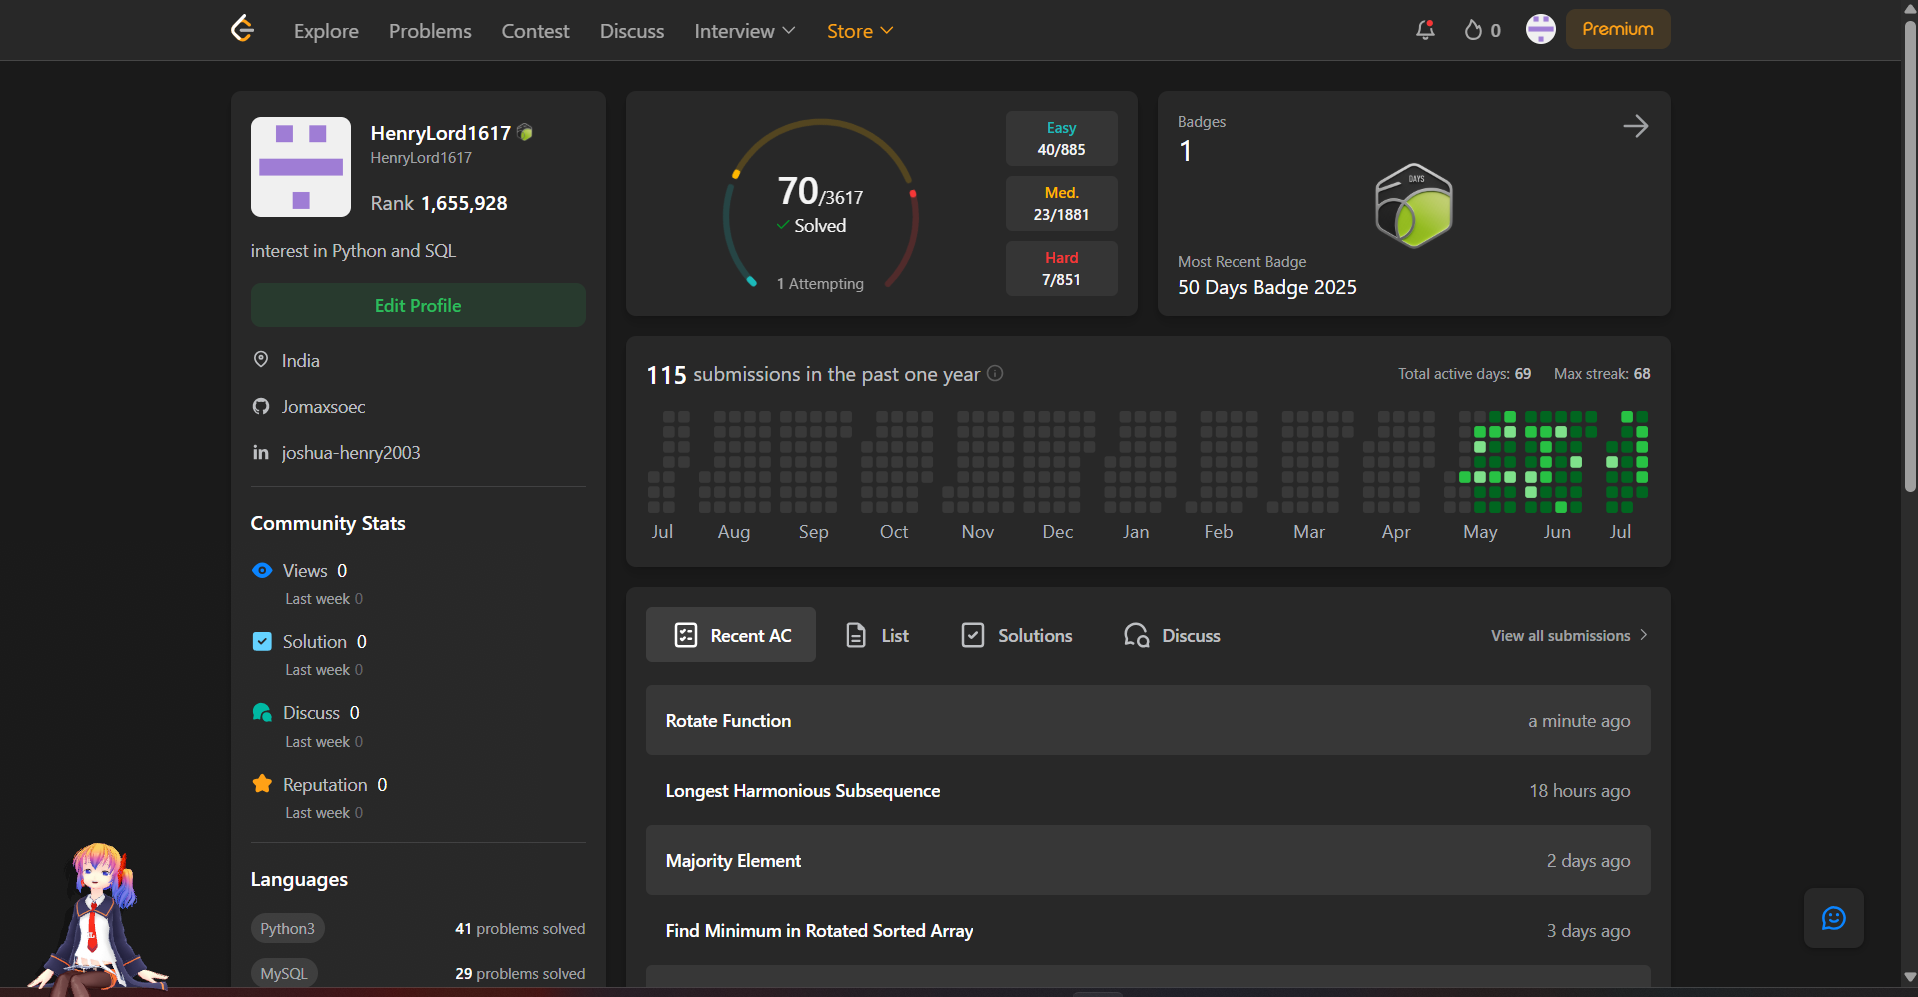 Explore Problems Contest Discuss Interview Store 0 Premium
HenryLord1617
HenryLord1617
Rank 1,655,928
interest in Python and SQL
Edit Profile
India
Jomaxsoec
joshua-henry2003
Community Stats
Views 0
Last week 0
Solution 0
Last week 0
Discuss 0
Last week 0
Reputation 0
Last week 0
Languages
Python3 41 problems solved
MySQL 29 problems solved
70/3617
Solved
1 Attempting
Easy
40/885
Med.
23/1881
Hard
7/851
Badges
1
DAYS
Most Recent Badge
50 Days Badge 2025
115 submissions in the past one year Total active days: 69 Max streak: 68
Jul Aug Sep Oct Nov Dec Jan Feb Mar Apr May Jun Jul
Recent AC List Solutions Discuss View all submissions
Rotate Function a minute ago
Longest Harmonious Subsequence 18 hours ago
Majority Element 2 days ago
Find Minimum in Rotated Sorted Array 3 days ago